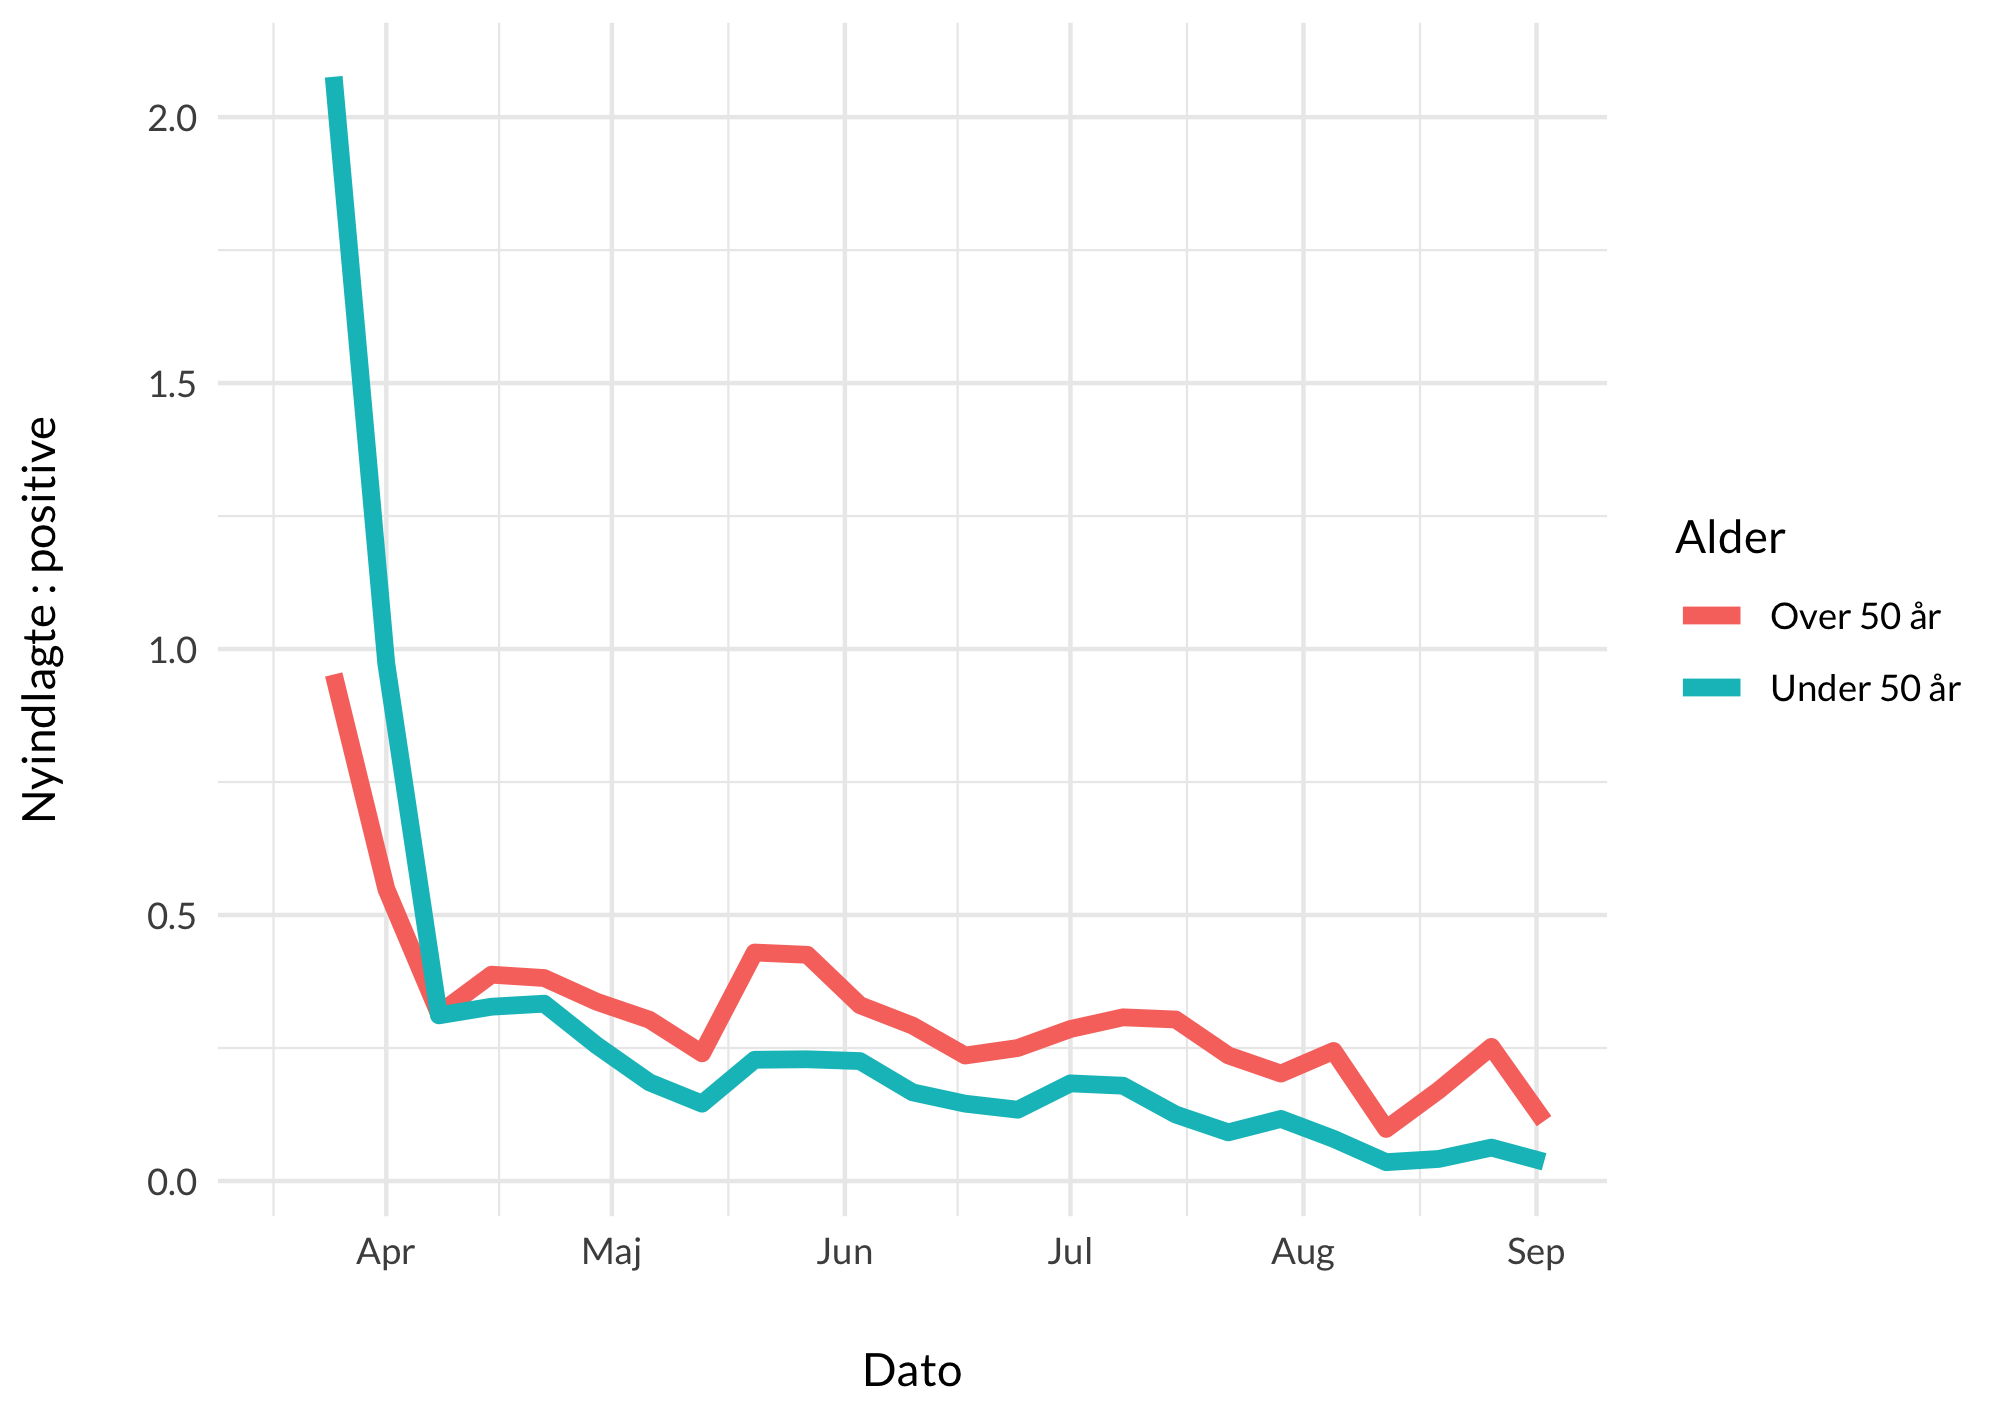 Nyindlagte : positive
2.0
1.5
1.0
0.5
0.0
Apr Maj Jun Jul Aug Sep
Dato
Alder
Over 50 år
Under 50 år